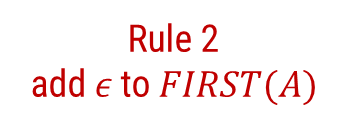 Rule 2
add ϵ to FIRST(A)